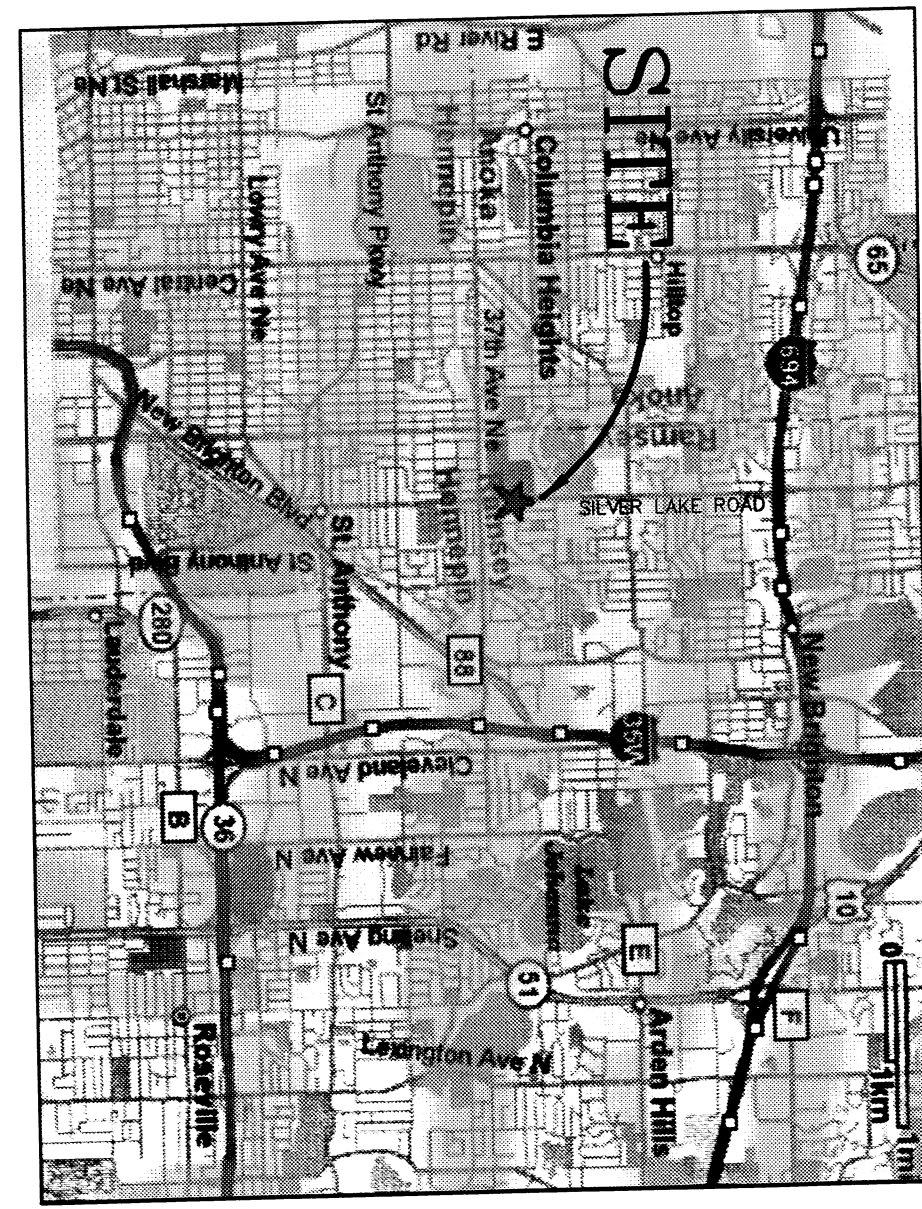 E River Rd
Marshall St Ne
St Anthony Pkwy
Hennepin
Anoka
Columbia Heights
SITE
University Ave Ne
Lowry Ave Ne
Central Ave Ne
37th Ave Ne
Hilltop
65
694
Anoka
Ramsey
New Brighton Blvd
St Anthony Blvd
St. Anthony
Hennepin
Ramsey
SILVER LAKE ROAD
280
Lauderdale
C
88
35W
New Brighton
Cleveland Ave N
B
36
Fairview Ave N
Lake
Johanna
10
Snelling Ave N
E
51
F
0
1km
1mi
Roseville
Lexington Ave N
Arden Hills